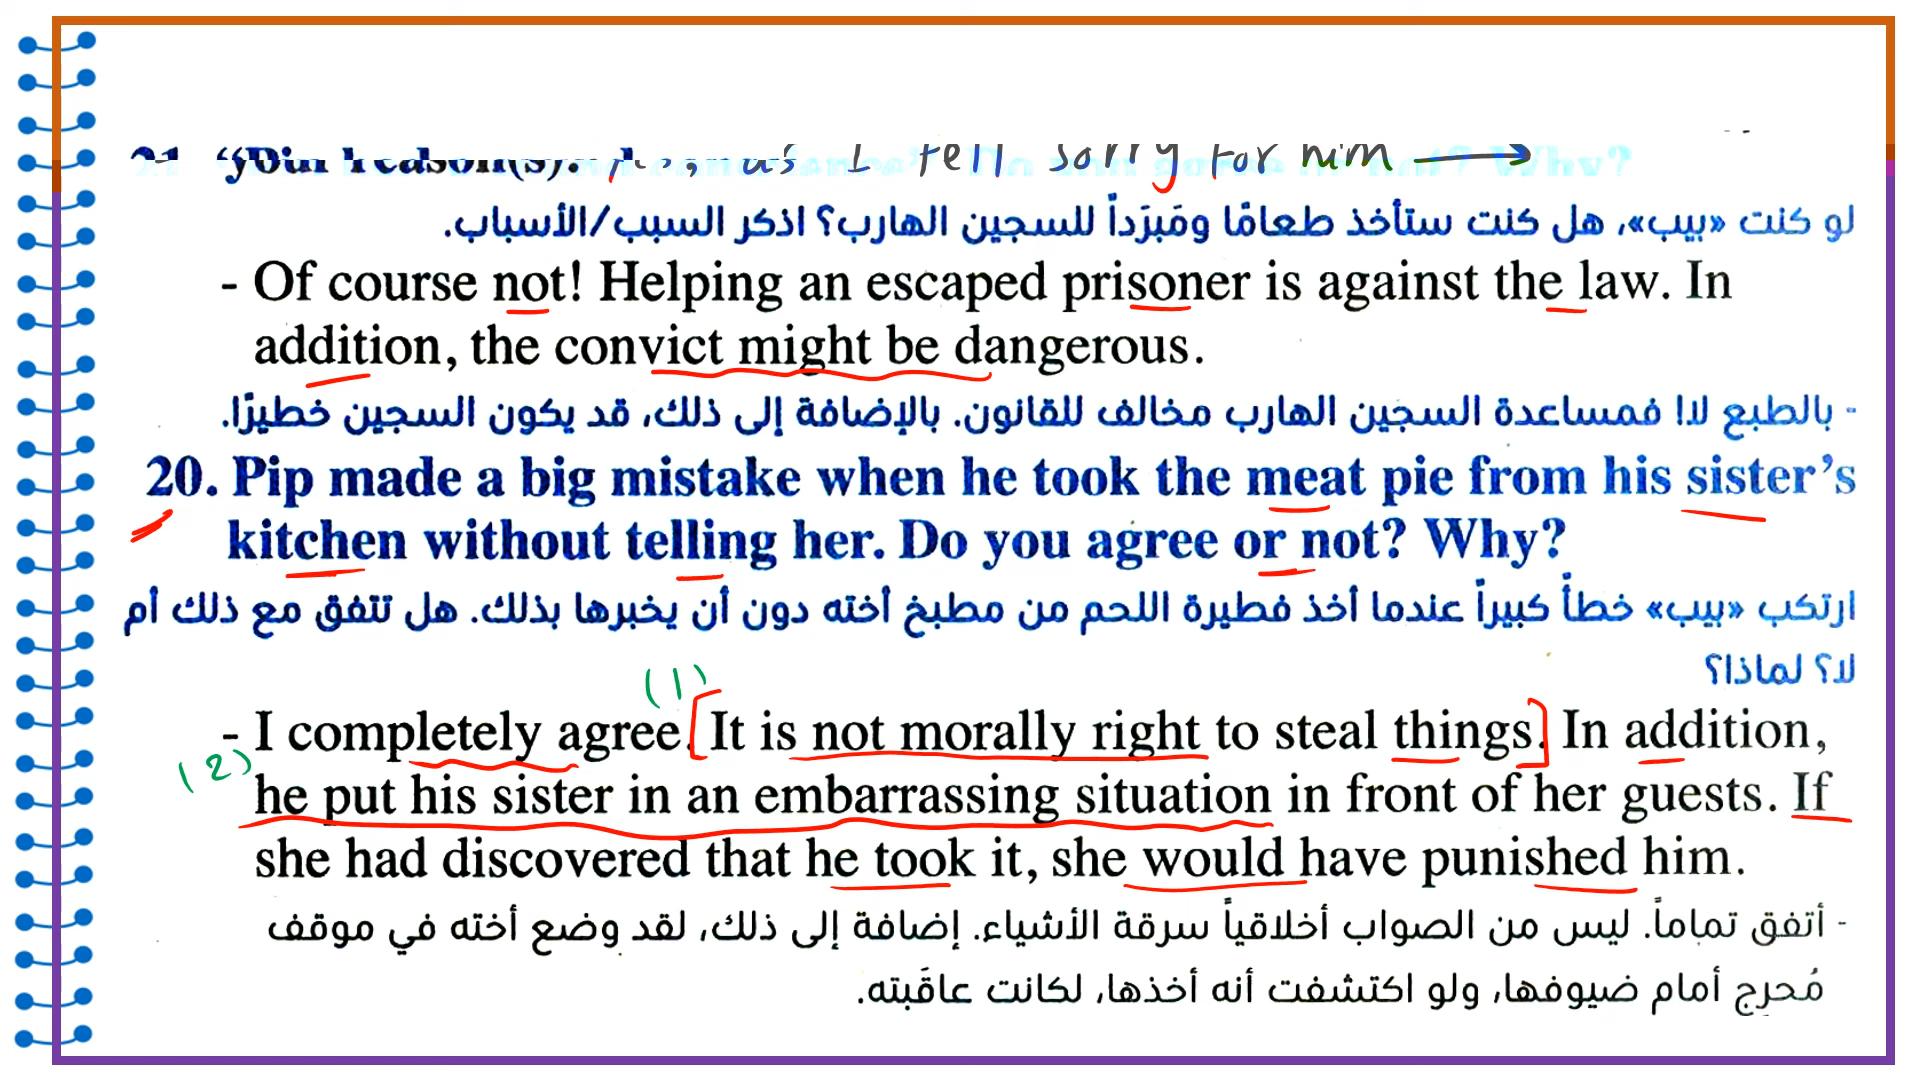 reason(s). , as I feel sorry for him
لو كنت «بيب»، هل كنت ستأخذ طعامًا ومَبرَداً للسجين الهارب؟ اذكر السبب/الأسباب.
- Of course not! Helping an escaped prisoner is against the law. In
addition, the convict might be dangerous.
- بالطبع لا! فمساعدة السجين الهارب مخالف للقانون. بالإضافة إلى ذلك، قد يكون السجين خطيرًا.
20. Pip made a big mistake when he took the meat pie from his sister's
kitchen without telling her. Do you agree or not? Why?
ارتكب «بيب» خطأً كبيراً عندما أخذ فطيرة اللحم من مطبخ أخته دون أن يخبرها بذلك. هل تتفق مع ذلك أم
لا؟ لماذا؟
(1)
- I completely agree. [It is not morally right to steal things.] In addition,
(2)
he put his sister in an embarrassing situation in front of her guests. If
she had discovered that he took it, she would have punished him.
- أتفق تماماً. ليس من الصواب أخلاقياً سرقة الأشياء. إضافة إلى ذلك، لقد وضع أخته في موقف
مُحرِج أمام ضيوفها، ولو اكتشفت أنه أخذها، لكانت عاقَبته.